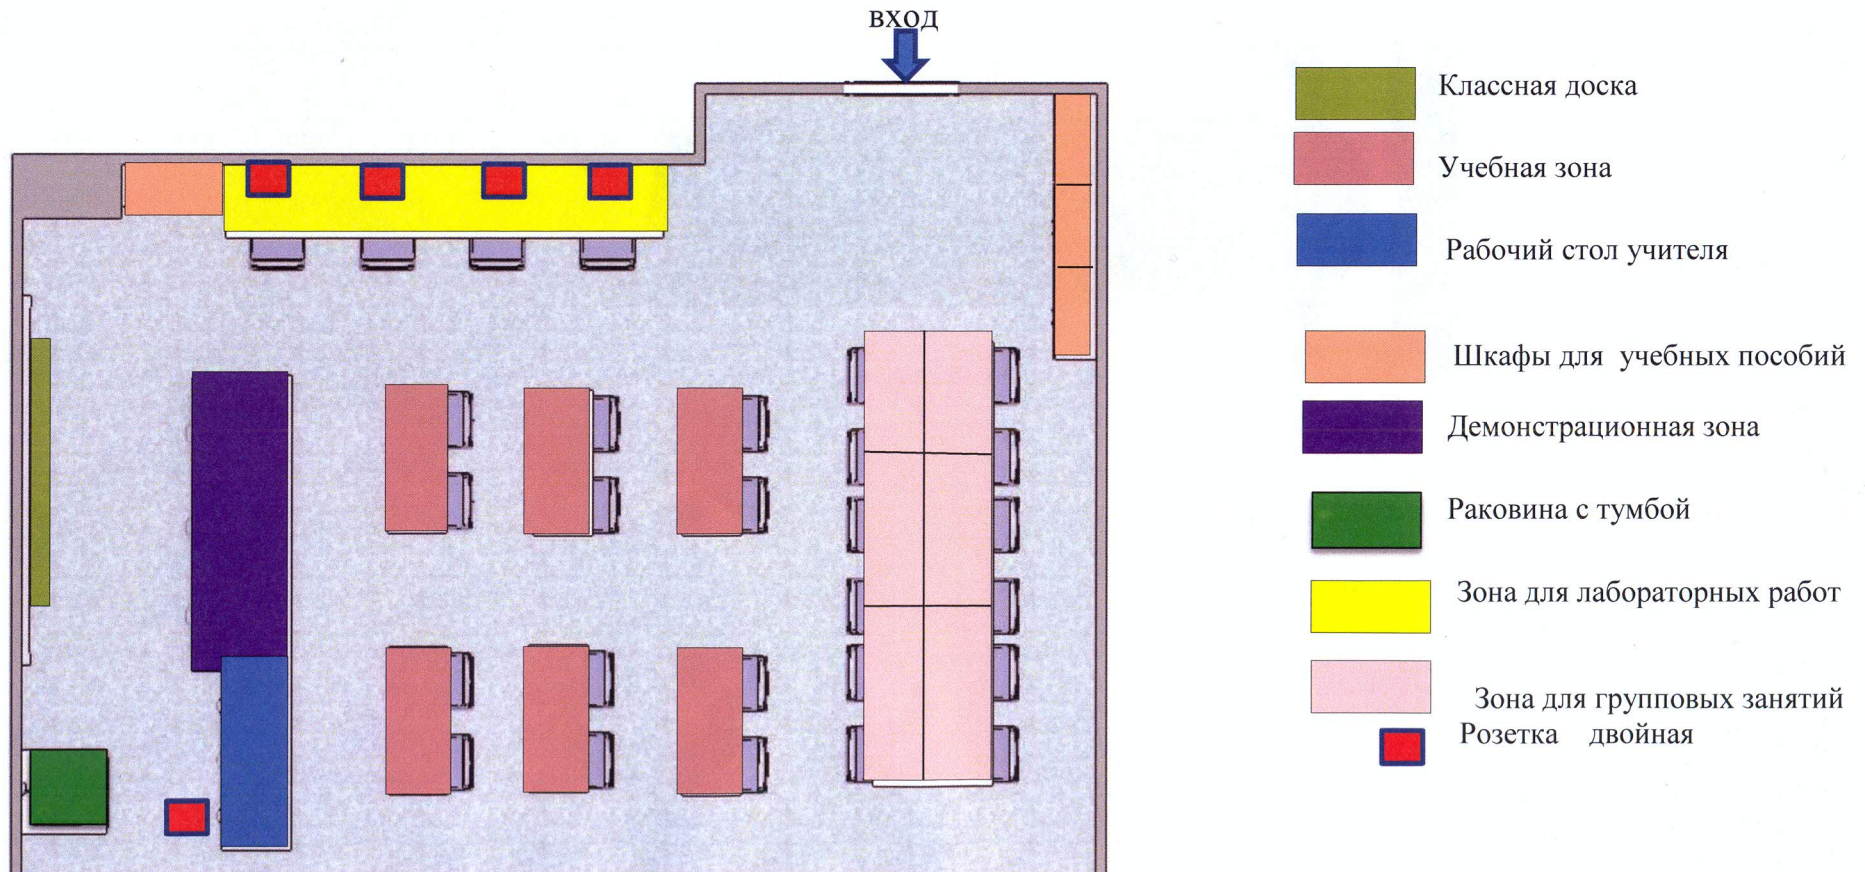 вход
Классная доска
Учебная зона
Рабочий стол учителя
Шкафы для учебных пособий
Демонстрационная зона
Раковина с тумбой
Зона для лабораторных работ
Зона для групповых занятий
Розетка двойная